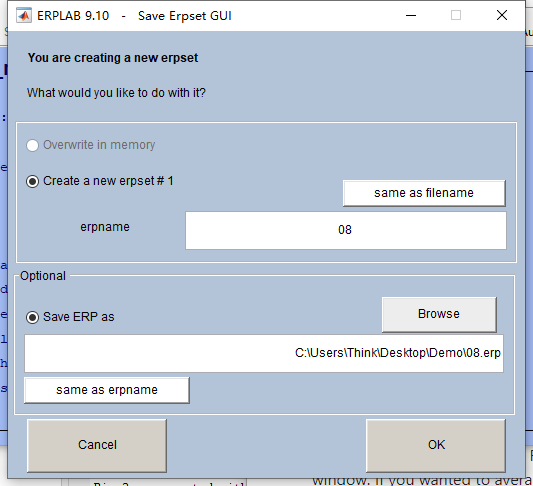 ERPLAB 9.10 - Save Erpset GUI
You are creating a new erpset
What would you like to do with it?
Overwrite in memory
Create a new erpset # 1
same as filename
erpname
08
Optional
Save ERP as
Browse
C:\Users\Think\Desktop\Demo\08.erp
same as erpname
Cancel
OK
window. If you wanted to avera